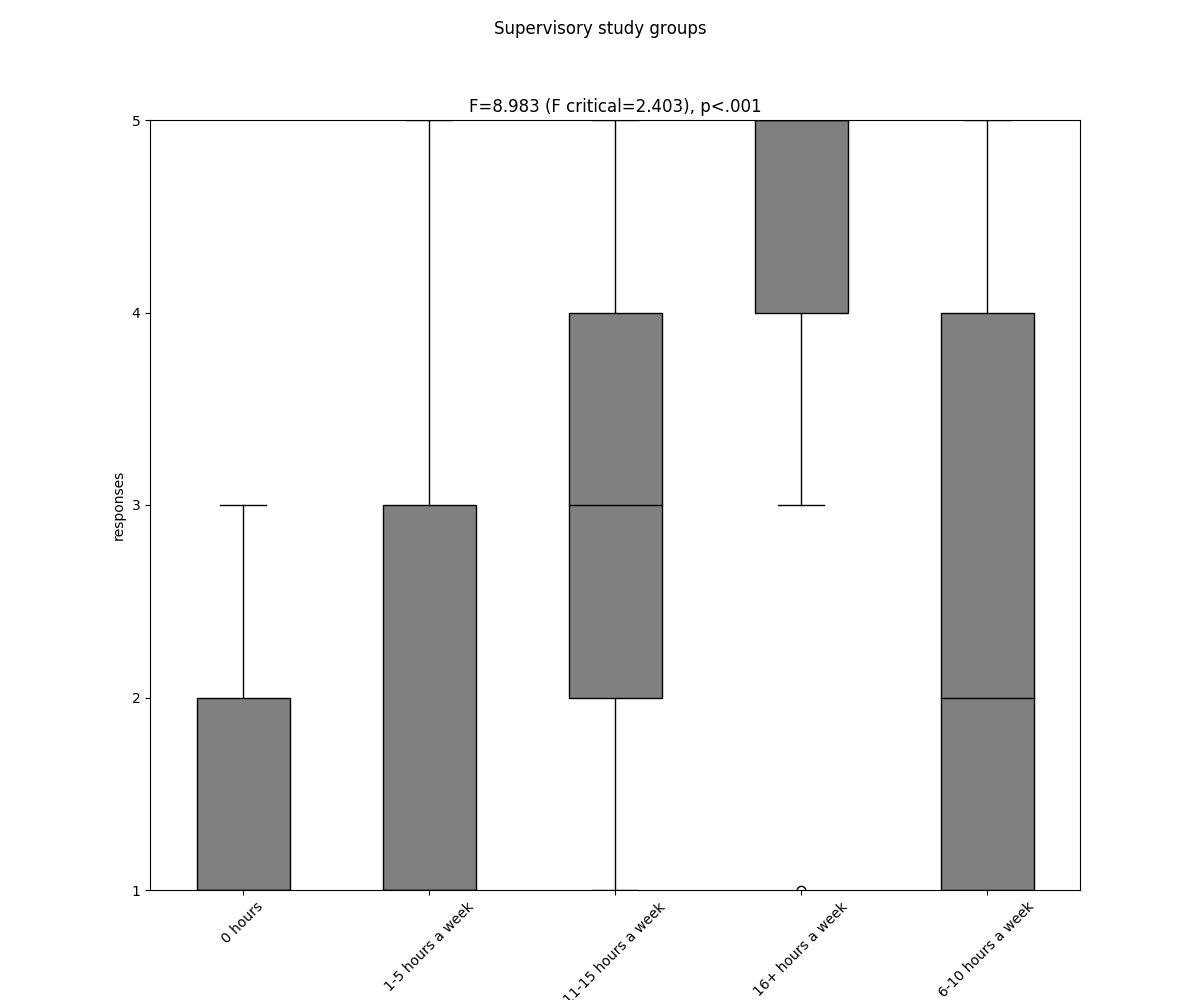 Supervisory study groups
F=8.983 (F critical=2.403), p<.001
responses
5
4
3
2
1
0 hours
1-5 hours a week
11-15 hours a week
16+ hours a week
6-10 hours a week